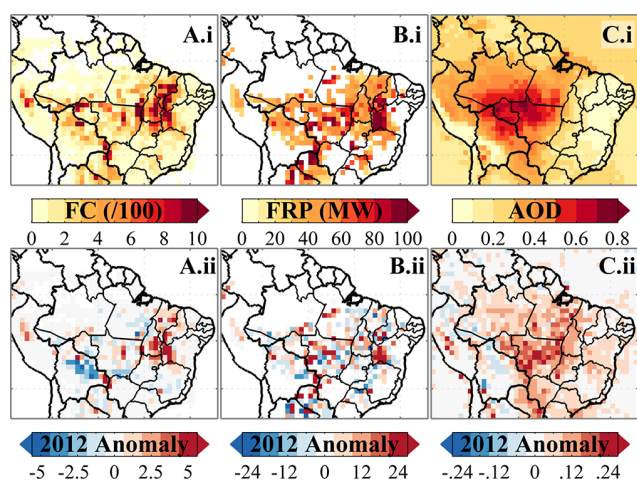 A.i B.i C.i
FC (/100) FRP (MW) AOD
0 2 4 6 8 10 0 20 40 60 80 100 0 0.2 0.4 0.6 0.8
A.ii B.ii C.ii
2012 Anomaly 2012 Anomaly 2012 Anomaly
-5 -2.5 0 2.5 5 -24 -12 0 12 24 -.24 -.12 0 .12 .24